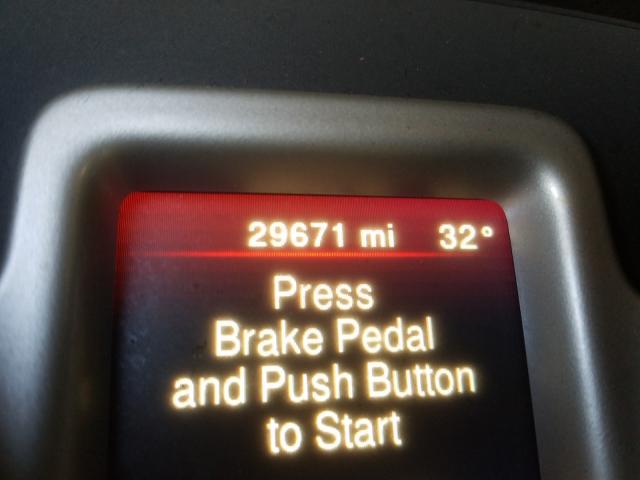 29671 mi 32°
Press
Brake Pedal
and Push Button
to Start